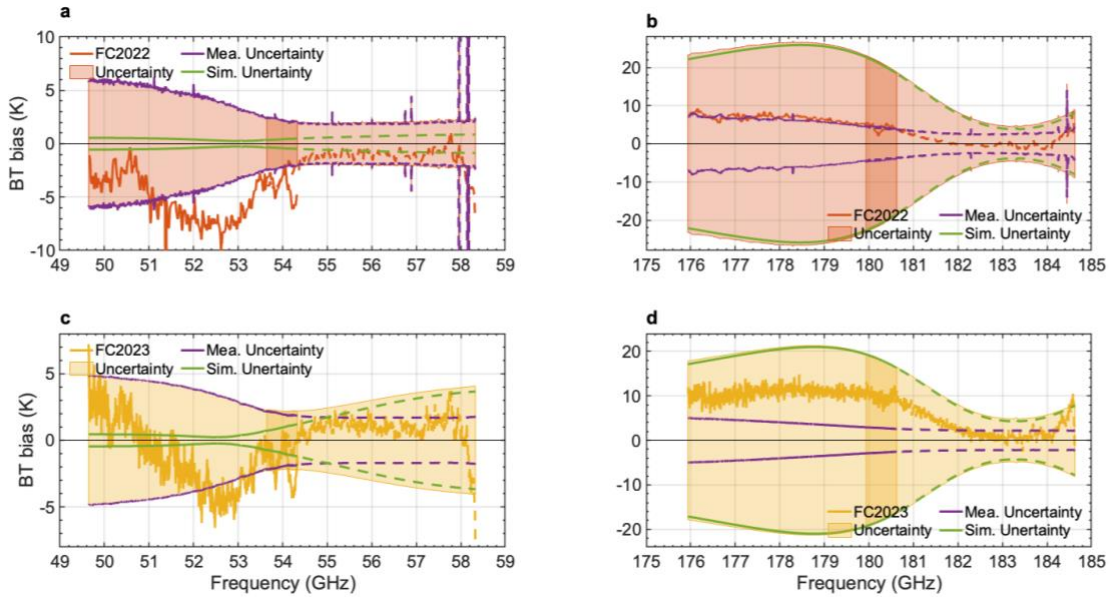 a
BT bias (K)
10
5
0
-5
-10
FC2022 Mea. Uncertainty
Uncertainty Sim. Unertainty
49 50 51 52 53 54 55 56 57 58 59
b
20
10
0
-10
-20
FC2022 Mea. Uncertainty
Uncertainty Sim. Unertainty
175 176 177 178 179 180 181 182 183 184 185
c
BT bias (K)
5
0
-5
FC2023 Mea. Uncertainty
Uncertainty Sim. Unertainty
49 50 51 52 53 54 55 56 57 58 59
Frequency (GHz)
d
20
10
0
-10
-20
FC2023 Mea. Uncertainty
Uncertainty Sim. Unertainty
175 176 177 178 179 180 181 182 183 184 185
Frequency (GHz)